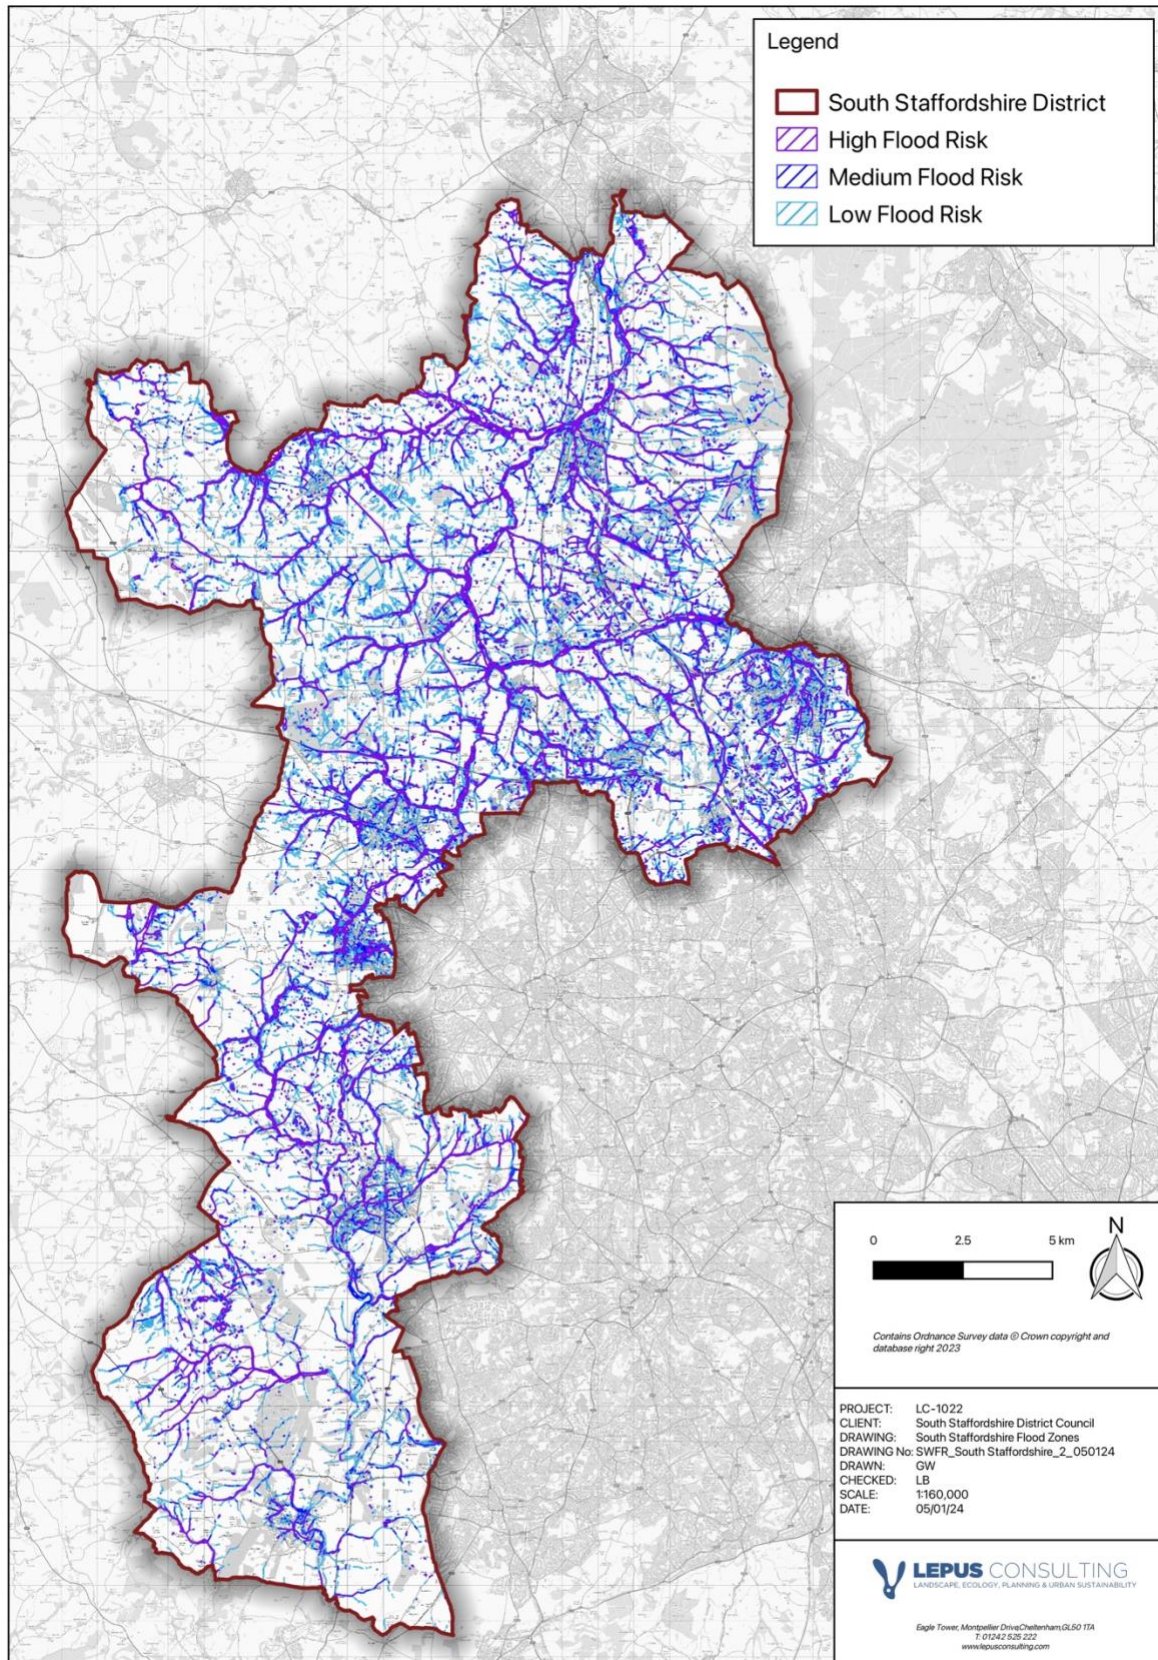 Legend
South Staffordshire District
High Flood Risk
Medium Flood Risk
Low Flood Risk
N
0 2.5 5 km
Contains Ordnance Survey data © Crown copyright and
database right 2023
PROJECT: LC-1022
CLIENT: South Staffordshire District Council
DRAWING: South Staffordshire Flood Zones
DRAWING No: SWFR_South Staffordshire_2_050124
DRAWN: GW
CHECKED: LB
SCALE: 1:160,000
DATE: 05/01/24
LEPUS CONSULTING
LANDSCAPE, ECOLOGY, PLANNING & URBAN SUSTAINABILITY
Eagle Tower, Montpellier Drive,Cheltenham,GL50 1TA
T: 01242 525 222
www.lepusconsulting.com